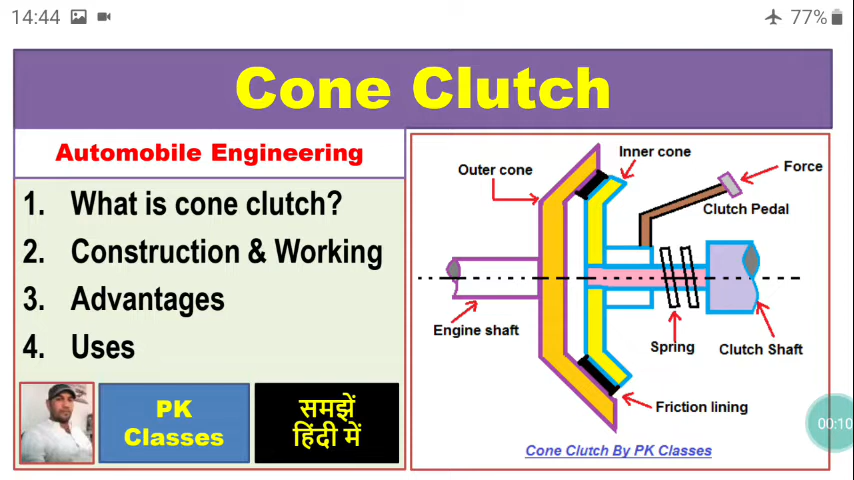 14:44
77%
Cone Clutch
Automobile Engineering
1. What is cone clutch?
2. Construction & Working
3. Advantages
4. Uses
PK
Classes
समझें
हिंदी में
Outer cone
Inner cone
Force
Clutch Pedal
Engine shaft
Spring
Clutch Shaft
Friction lining
Cone Clutch By PK Classes
00:10